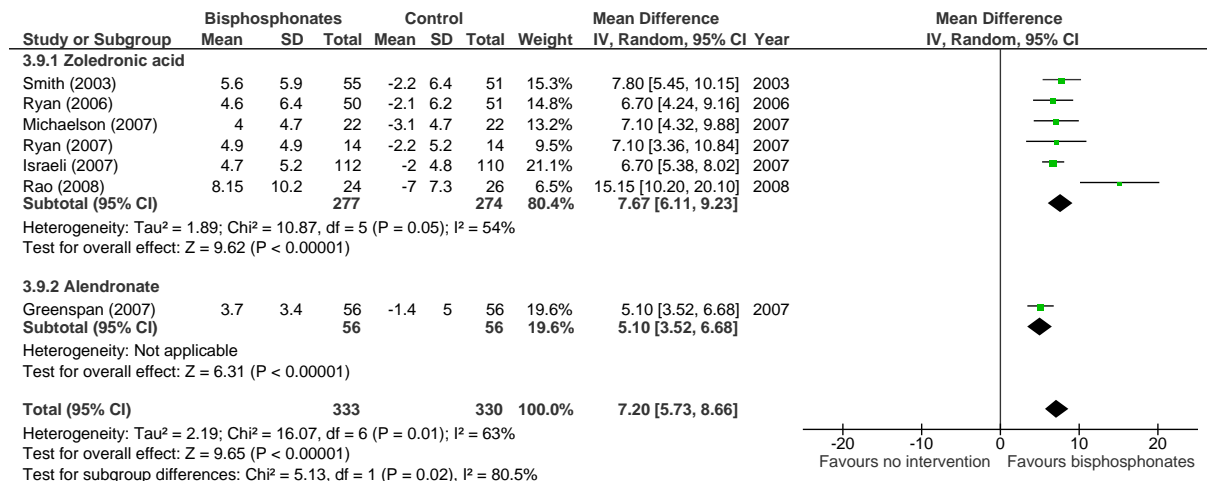 Bisphosphonates Control Mean Difference Mean Difference
Study or Subgroup Mean SD Total Mean SD Total Weight IV, Random, 95% CI Year IV, Random, 95% CI
3.9.1 Zoledronic acid
Smith (2003) 5.6 5.9 55 -2.2 6.4 51 15.3% 7.80 [5.45, 10.15] 2003
Ryan (2006) 4.6 6.4 50 -2.1 6.2 51 14.8% 6.70 [4.24, 9.16] 2006
Michaelson (2007) 4 4.7 22 -3.1 4.7 22 13.2% 7.10 [4.32, 9.88] 2007
Ryan (2007) 4.9 4.9 14 -2.2 5.2 14 9.5% 7.10 [3.36, 10.84] 2007
Israeli (2007) 4.7 5.2 112 -2 4.8 110 21.1% 6.70 [5.38, 8.02] 2007
Rao (2008) 8.15 10.2 24 -7 7.3 26 6.5% 15.15 [10.20, 20.10] 2008
Subtotal (95% CI) 277 274 80.4% 7.67 [6.11, 9.23]
Heterogeneity: Tau² = 1.89; Chi² = 10.87, df = 5 (P = 0.05); I² = 54%
Test for overall effect: Z = 9.62 (P < 0.00001)
3.9.2 Alendronate
Greenspan (2007) 3.7 3.4 56 -1.4 5 56 19.6% 5.10 [3.52, 6.68] 2007
Subtotal (95% CI) 56 56 19.6% 5.10 [3.52, 6.68]
Heterogeneity: Not applicable
Test for overall effect: Z = 6.31 (P < 0.00001)
Total (95% CI) 333 330 100.0% 7.20 [5.73, 8.66]
Heterogeneity: Tau² = 2.19; Chi² = 16.07, df = 6 (P = 0.01); I² = 63%
Test for overall effect: Z = 9.65 (P < 0.00001)
Test for subgroup differences: Chi² = 5.13, df = 1 (P = 0.02), I² = 80.5%
-20 -10 0 10 20
Favours no intervention Favours bisphosphonates